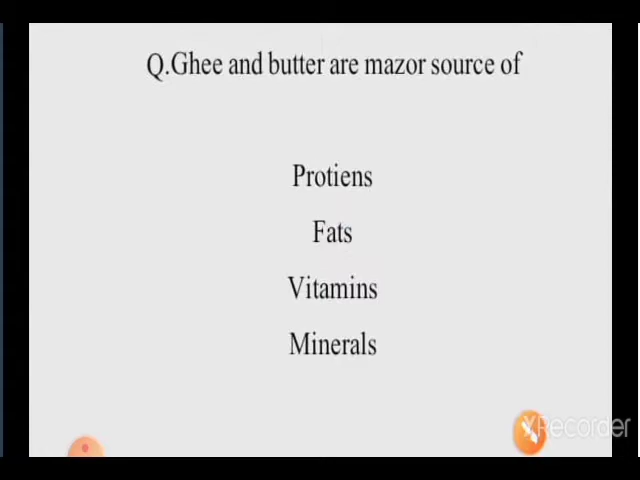 Q.Ghee and butter are mazor source of
Protiens
Fats
Vitamins
Minerals
XRecorder